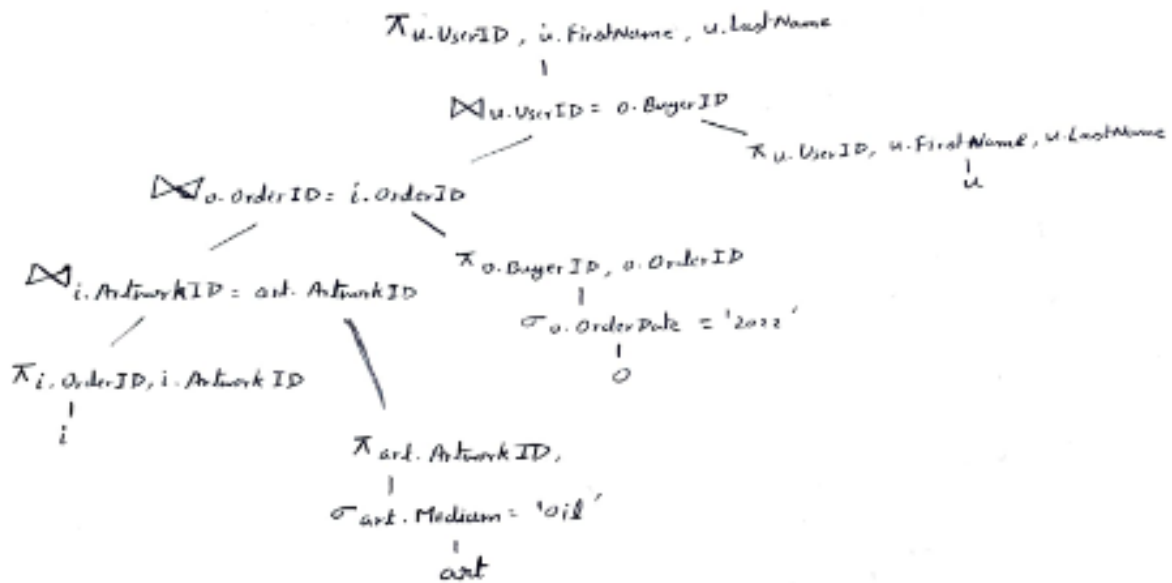 π u.UserID, u.FirstName, u.LastName
⋈ u.UserID = o.BuyerID
π u.UserID, u.FirstName, u.LastName
u
⋈ o.OrderID = i.OrderID
π o.BuyerID, o.OrderID
⋈ i.ArtworkID = art.ArtworkID
σ o.OrderDate = '2022'
o
π i.OrderID, i.ArtworkID
i
π art.ArtworkID,
σ art.Medium = 'oil'
art